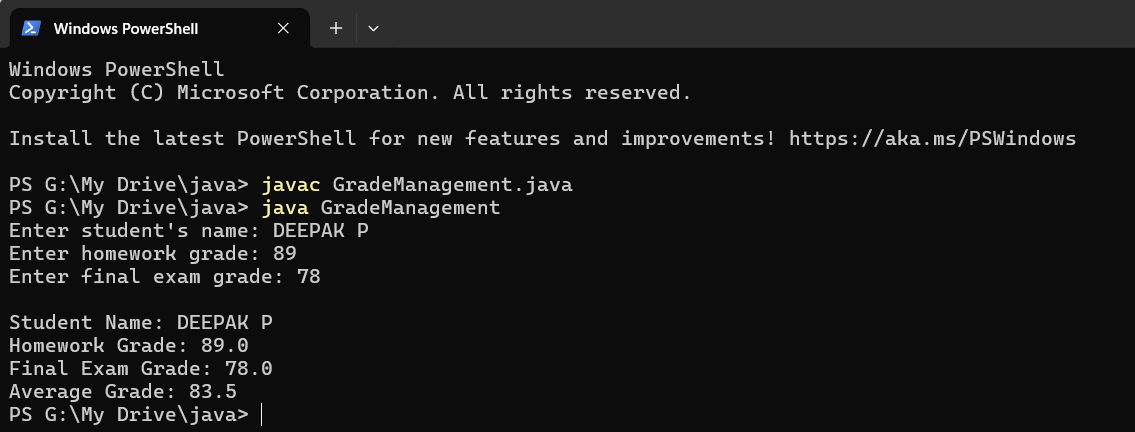 Windows PowerShell
Windows PowerShell
Copyright (C) Microsoft Corporation. All rights reserved.
Install the latest PowerShell for new features and improvements! https://aka.ms/PSWindows
PS G:\My Drive\java> javac GradeManagement.java
PS G:\My Drive\java> java GradeManagement
Enter student's name: DEEPAK P
Enter homework grade: 89
Enter final exam grade: 78
Student Name: DEEPAK P
Homework Grade: 89.0
Final Exam Grade: 78.0
Average Grade: 83.5
PS G:\My Drive\java>